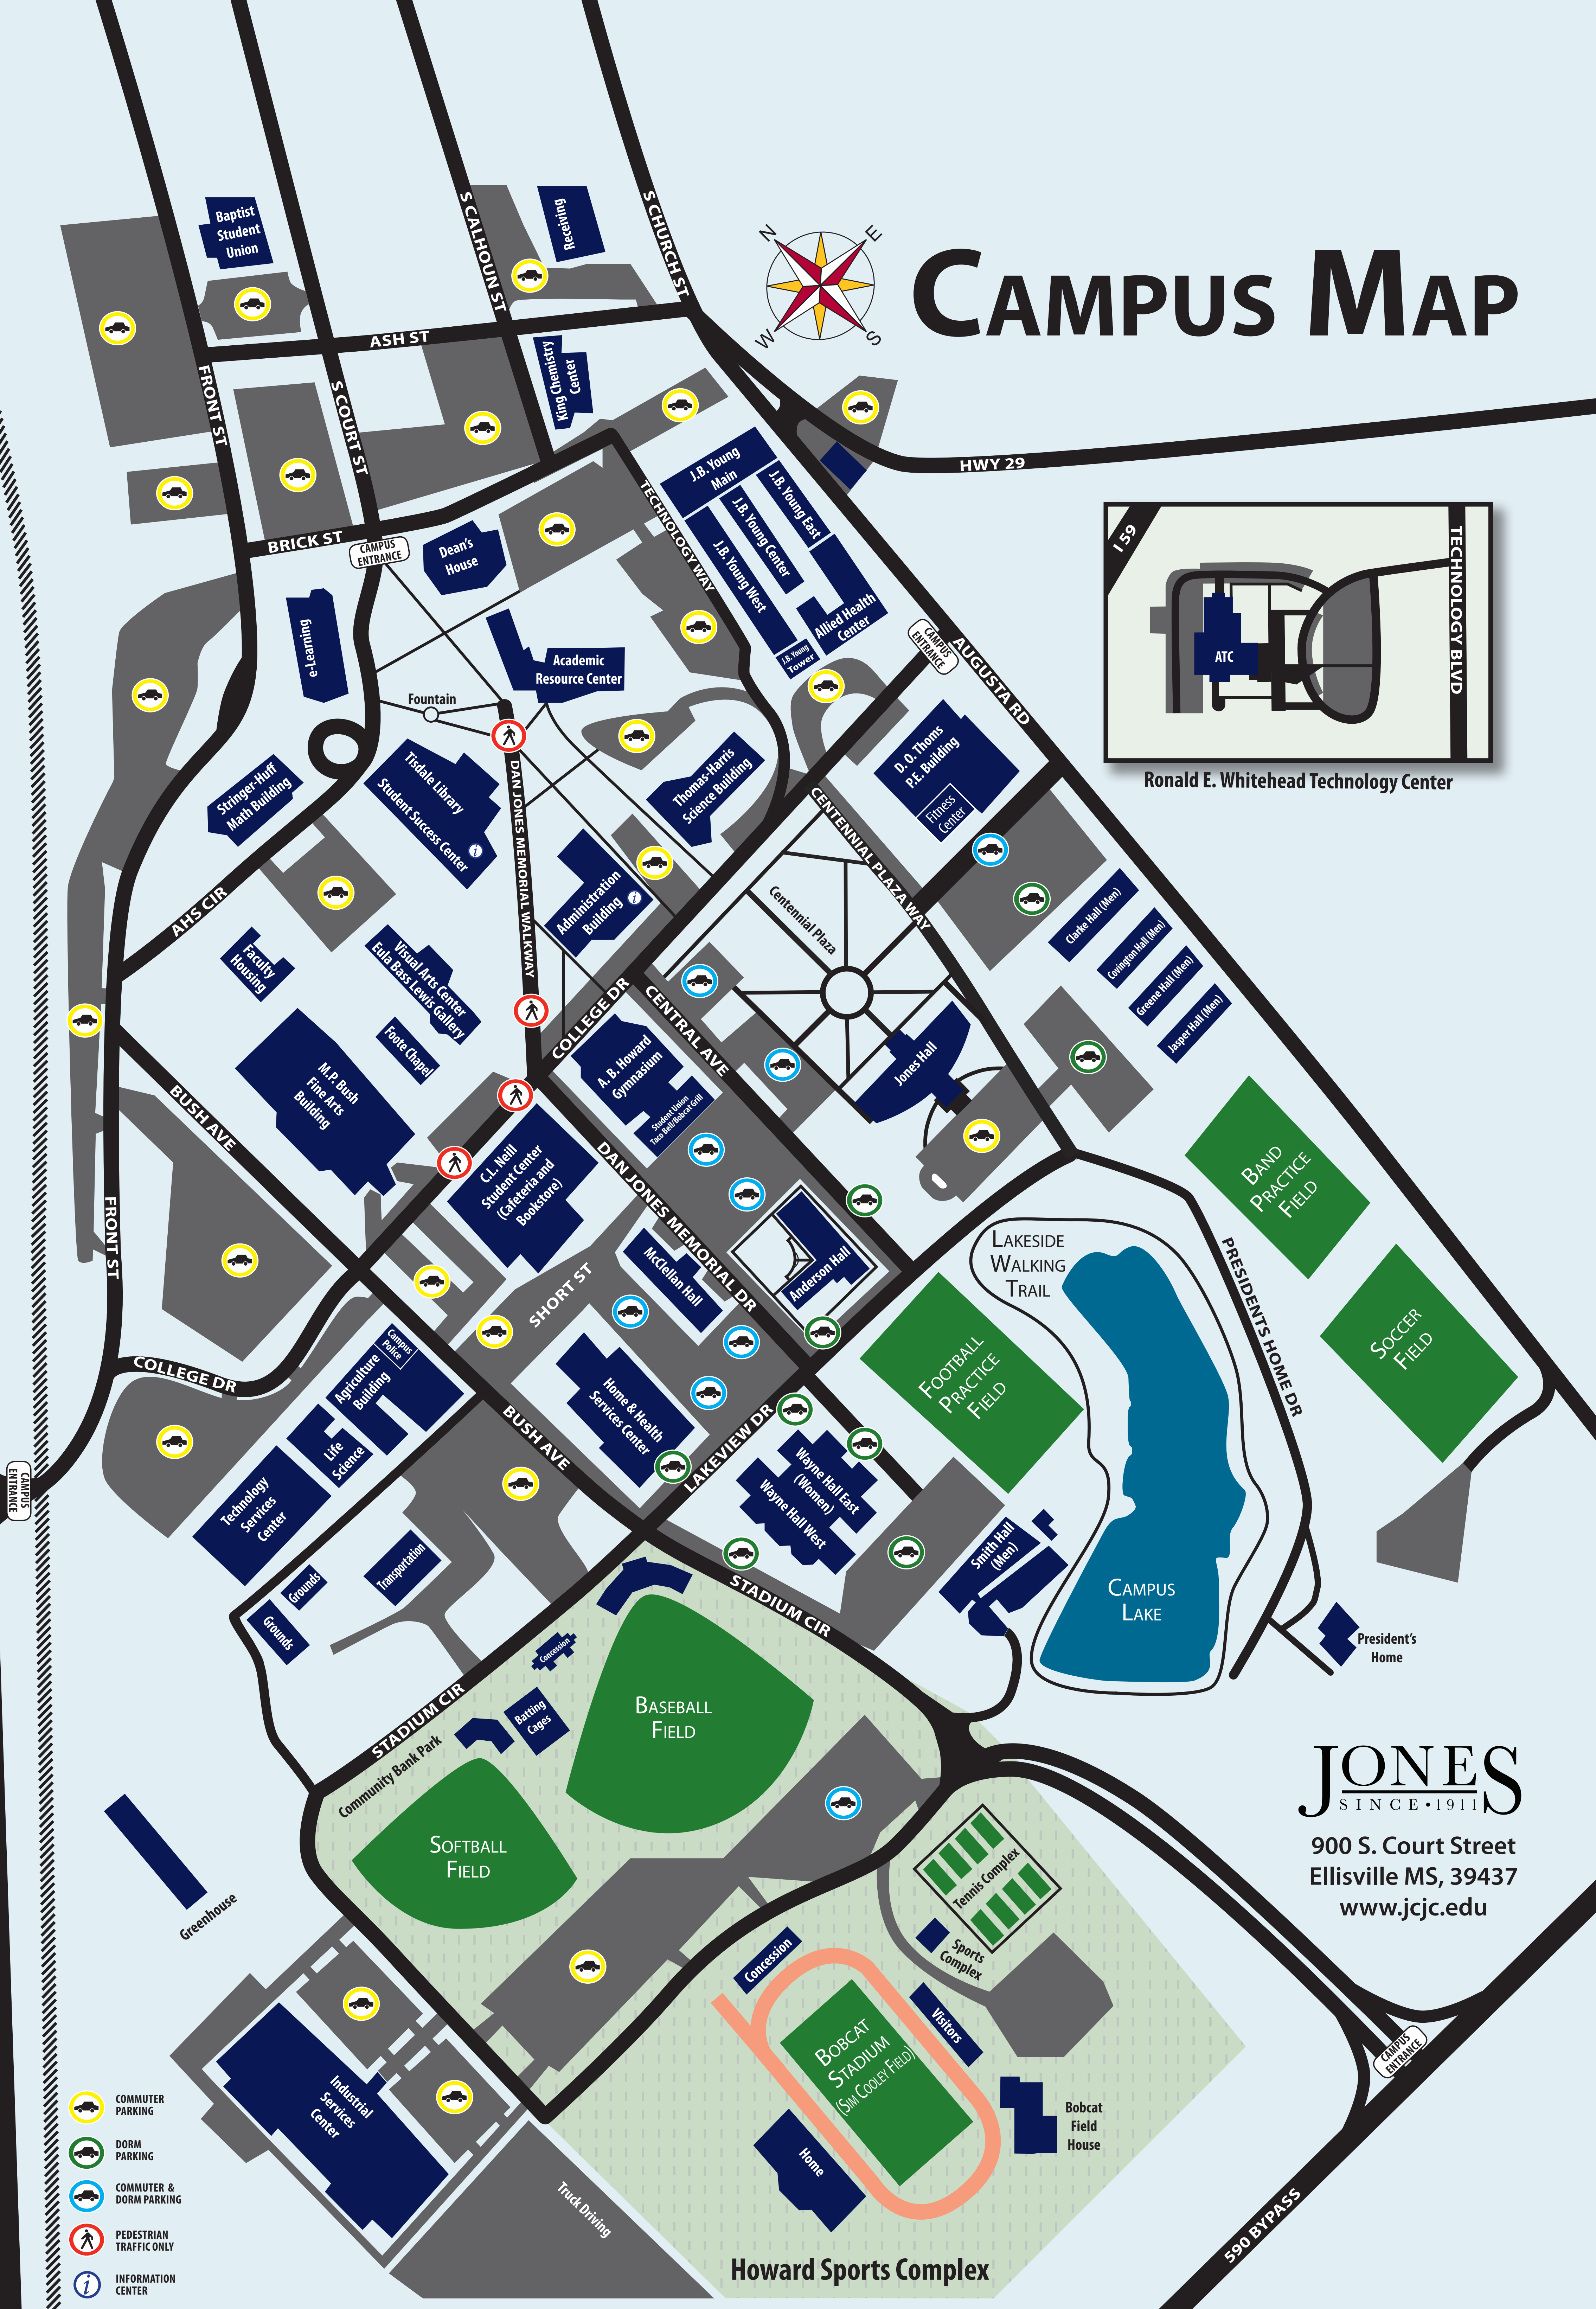 CAMPUS MAP
N
E
W
S
S CALHOUN ST
S CHURCH ST
Baptist
Student
Union
Receiving
ASH ST
FRONT ST
S COURT ST
King Chemistry
Center
HWY 29
BRICK ST
CAMPUS
ENTRANCE
Dean's
House
TECHNOLOGY WAY
J.B. Young
Main
J.B. Young East
J.B. Young Center
J.B. Young West
Allied Health
Center
J.B. Young
Tower
CAMPUS
ENTRANCE
AUGUSTA RD
I 59
ATC
TECHNOLOGY BLVD
Ronald E. Whitehead Technology Center
e-Learning
Academic
Resource Center
Fountain
Stringer-Huff
Math Building
Tisdale Library
Student Success Center
i
DAN JONES MEMORIAL WALKWAY
Thomas-Harris
Science Building
D. O. Thoms
P.E. Building
Fitness
Center
CENTENNIAL PLAZA WAY
Administration
Building
i
Centennial Plaza
AHS CIR
Faculty
Housing
Visual Arts Center
Eula Bass Lewis Gallery
Foote Chapel
M.P. Bush
Fine Arts
Building
COLLEGE DR
CENTRAL AVE
A. B. Howard
Gymnasium
Student Union
Taco Bell/Bobcat Grill
Jones Hall
Clarke Hall (Men)
Covington Hall (Men)
Greene Hall (Men)
Jasper Hall (Men)
BUSH AVE
FRONT ST
C.L. Neill
Student Center
(Cafeteria and
Bookstore)
DAN JONES MEMORIAL DR
McClellan Hall
Anderson Hall
SHORT ST
LAKESIDE
WALKING
TRAIL
BAND
PRACTICE
FIELD
SOCCER
FIELD
PRESIDENTS HOME DR
FOOTBALL
PRACTICE
FIELD
COLLEGE DR
CAMPUS
ENTRANCE
Campus
Police
Agriculture
Building
Life
Science
Technology
Services
Center
BUSH AVE
Home & Health
Services Center
LAKEVIEW DR
Wayne Hall East
(Women)
Wayne Hall West
Smith Hall
(Men)
CAMPUS
LAKE
President's
Home
Transportation
Grounds
Grounds
STADIUM CIR
STADIUM CIR
Concession
Batting
Cages
Community Bank Park
BASEBALL
FIELD
SOFTBALL
FIELD
Greenhouse
Tennis Complex
Sports
Complex
Concession
Visitors
BOBCAT
STADIUM
(SIM COOLEY FIELD)
Home
Bobcat
Field
House
Howard Sports Complex
Industrial
Services
Center
Truck Driving
JONES
SINCE•1911
900 S. Court Street
Ellisville MS, 39437
www.jcjc.edu
CAMPUS
ENTRANCE
590 BYPASS
COMMUTER
PARKING
DORM
PARKING
COMMUTER &
DORM PARKING
PEDESTRIAN
TRAFFIC ONLY
i
INFORMATION
CENTER